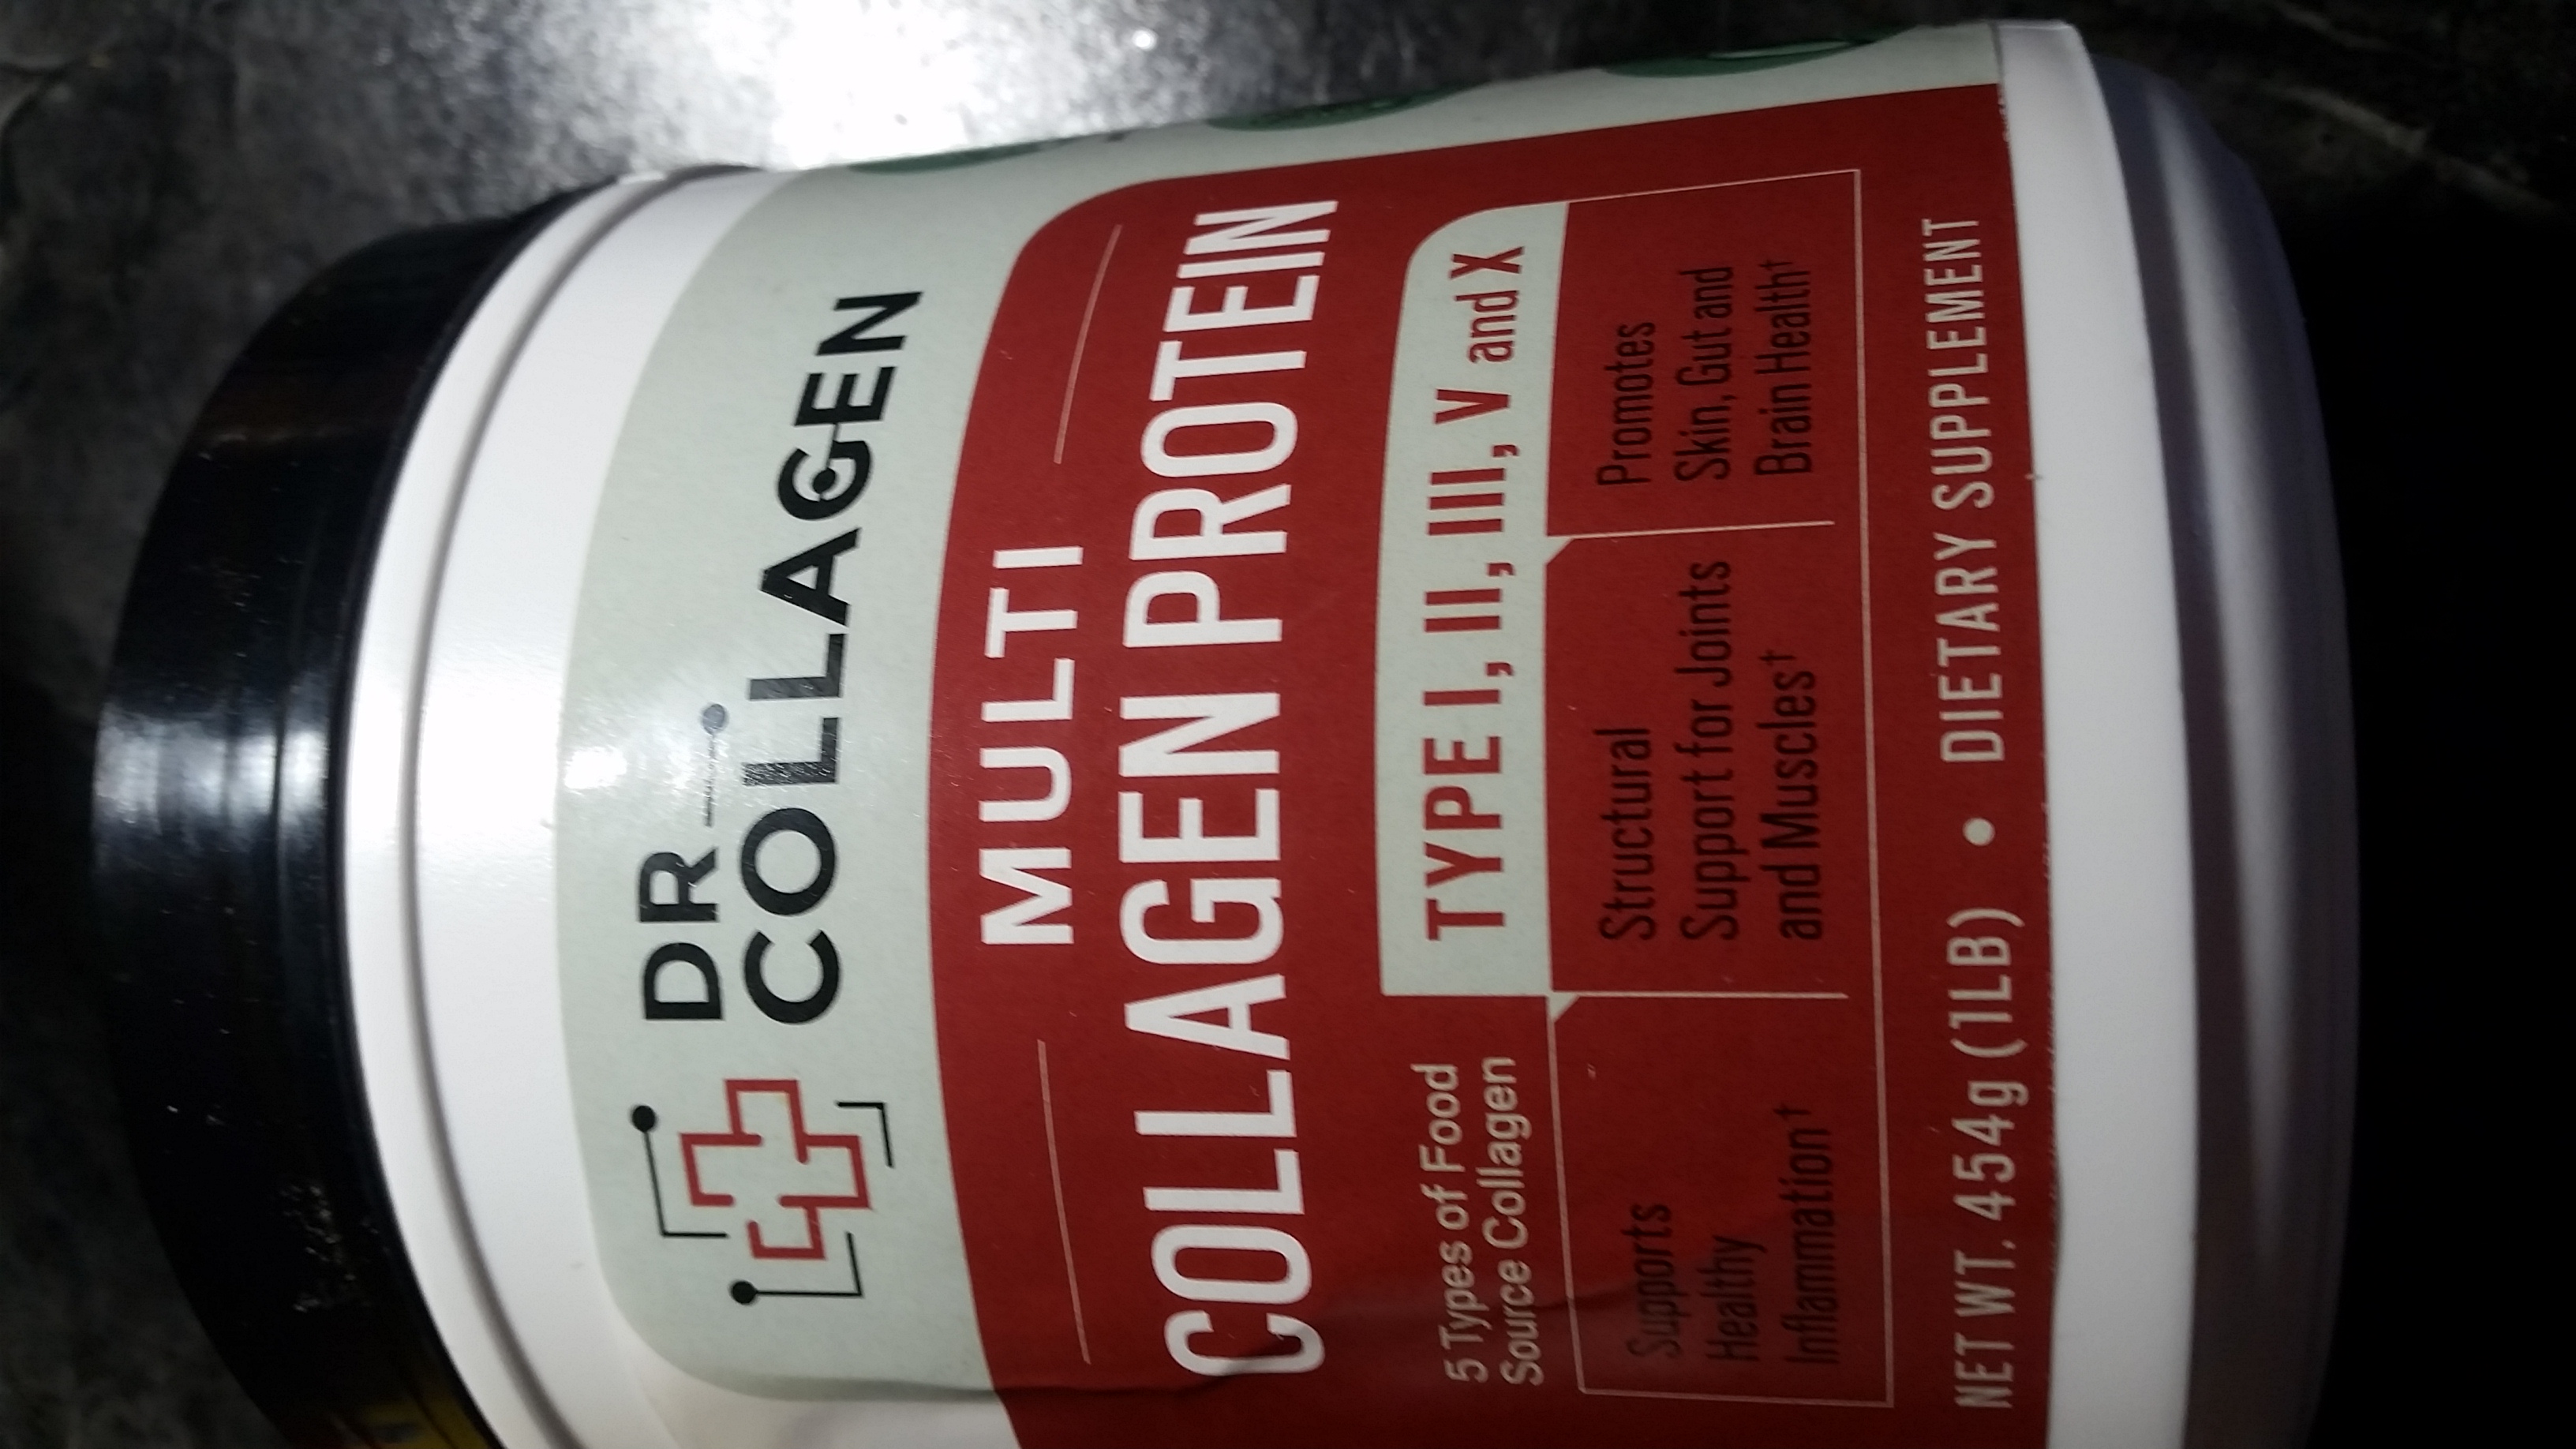 DR
COLLAGEN
MULTI
COLLAGEN PROTEIN
5 Types of Food
Source Collagen
TYPE I, II, III, V and X
Supports
Healthy
Inflammation†
Structural
Support for Joints
and Muscles†
Promotes
Skin, Gut and
Brain Health†
NET WT. 454g (1LB) • DIETARY SUPPLEMENT